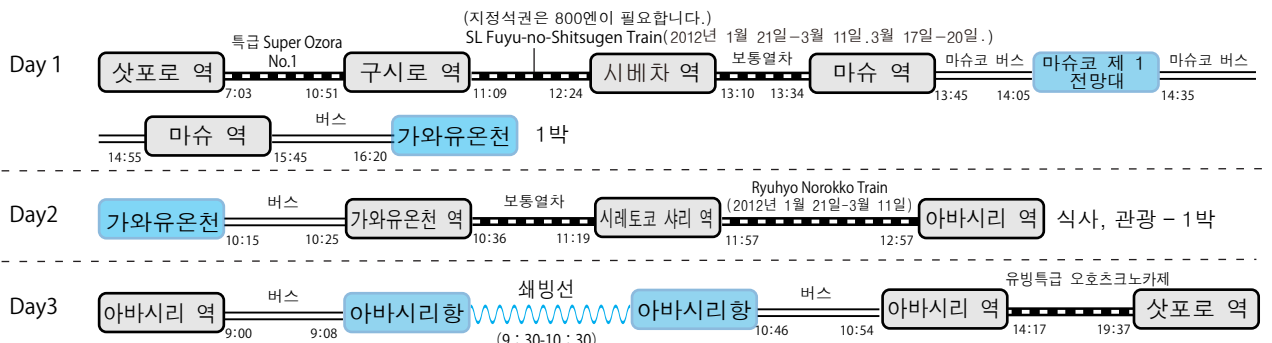 (지정석권은 800엔이 필요합니다.)
특급 Super Ozora No.1
SL Fuyu-no-Shitsugen Train(2012년 1월 21일-3월 11일.3월 17일-20일.)
보통열차
마슈코 버스
마슈코 버스
Day 1
삿포로 역
구시로 역
시베차 역
마슈 역
마슈코 제 1
전망대
7:03 10:51 11:09 12:24 13:10 13:34 13:45 14:05 14:35
버스
마슈 역
가와유온천
1박
14:55 15:45 16:20
버스
보통열차
Ryuhyo Norokko Train
(2012년 1월 21일-3월 11일)
Day2
가와유온천
가와유온천 역
시레토코 샤리 역
아바시리 역
식사, 관광 – 1박
10:15 10:25 10:36 11:19 11:57 12:57
버스
쇄빙선
버스
유빙특급 오호츠크노카제
Day3
아바시리 역
아바시리항
아바시리항
아바시리 역
삿포로 역
9:00 9:08 (9 : 30-10 : 30) 10:46 10:54 14:17 19:37